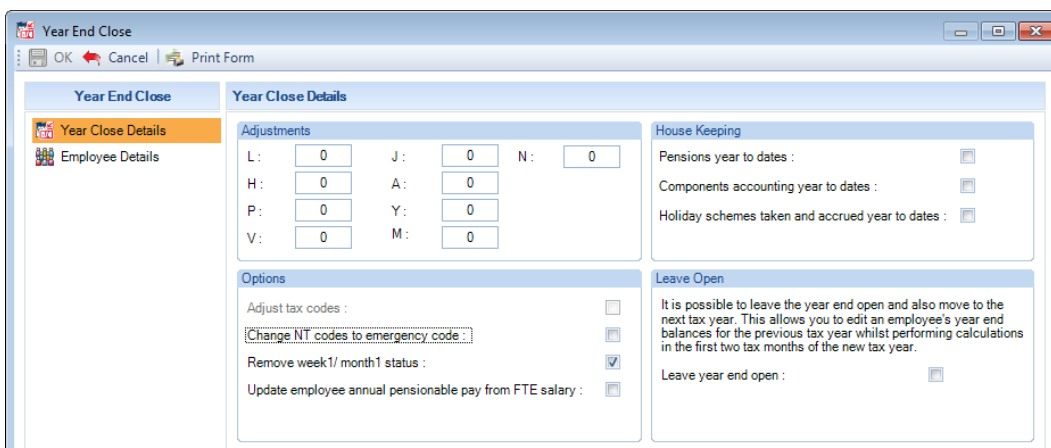 Year End Close
OK Cancel Print Form
Year End Close
Year Close Details
Employee Details
Year Close Details
Adjustments
L : 0 J : 0 N : 0
H : 0 A : 0
P : 0 Y : 0
V : 0 M : 0
House Keeping
Pensions year to dates :
Components accounting year to dates :
Holiday schemes taken and accrued year to dates :
Options
Adjust tax codes :
Change NT codes to emergency code :
Remove week1/ month1 status :
Update employee annual pensionable pay from FTE salary :
Leave Open
It is possible to leave the year end open and also move to the
next tax year. This allows you to edit an employee's year end
balances for the previous tax year whilst performing calculations
in the first two tax months of the new tax year.
Leave year end open :